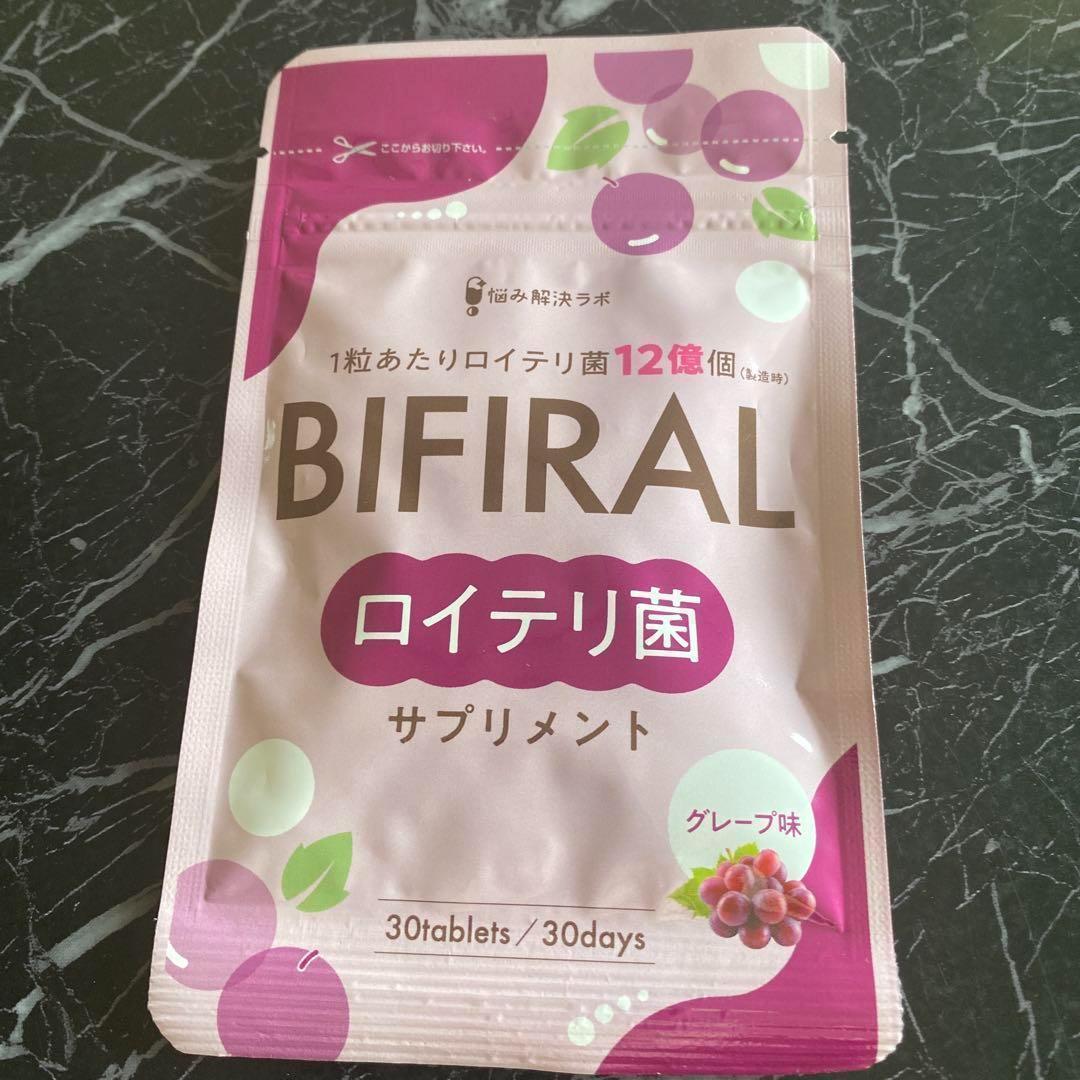 ここからお切り下さい。
悩み解決ラボ
1粒あたりロイテリ菌12億個(製造時)
BIFIRAL
ロイテリ菌
サプリメント
グレープ味
30tablets/30days